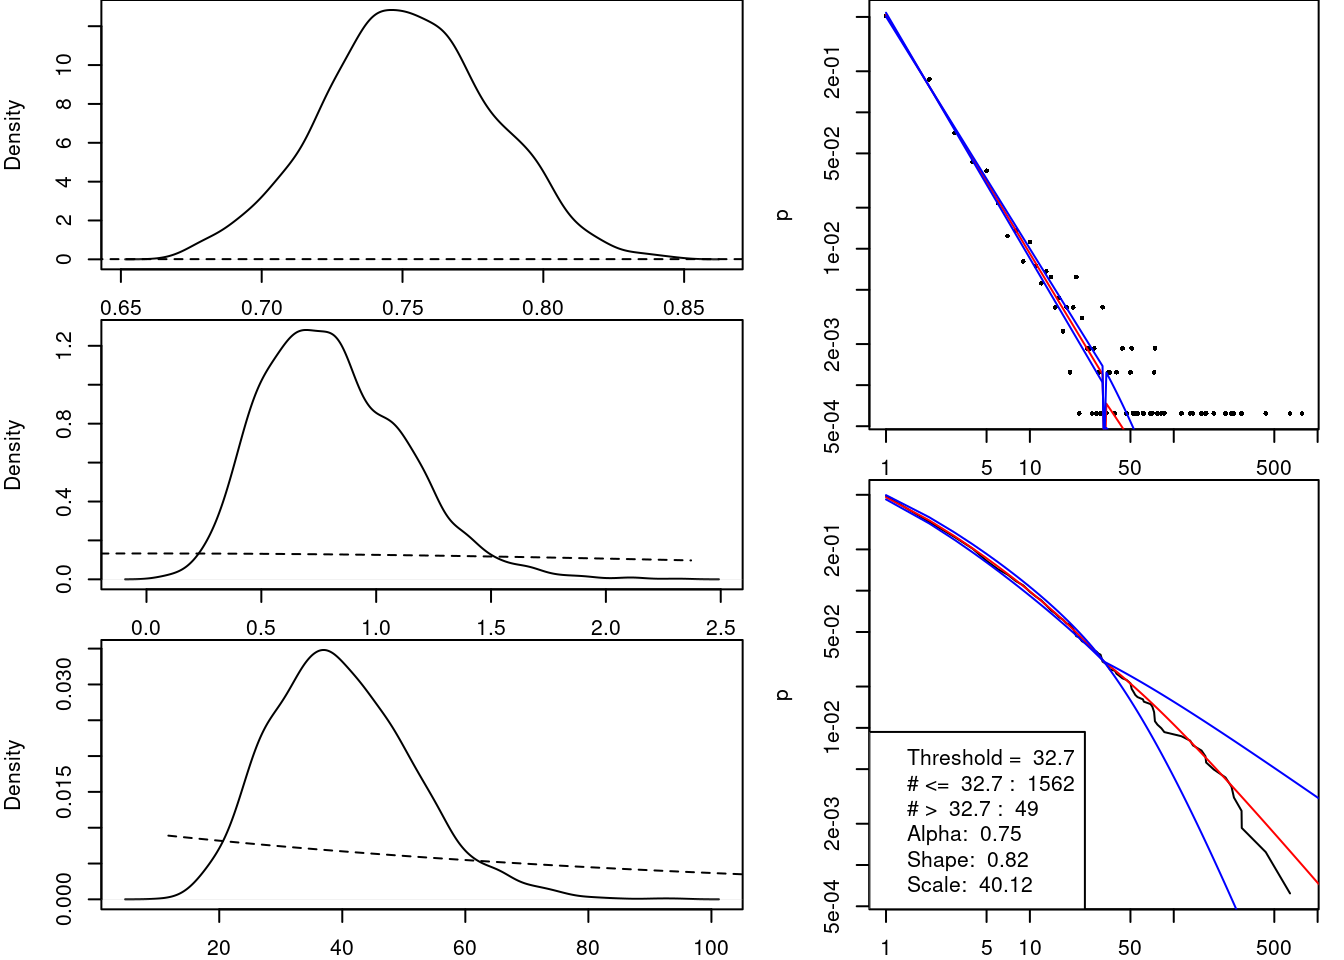 Density
0 2 4 6 8 10
0.65 0.70 0.75 0.80 0.85
Density
0.0 0.4 0.8 1.2
0.0 0.5 1.0 1.5 2.0 2.5
Density
0.000 0.015 0.030
20 40 60 80 100
p
5e-04 2e-03 1e-02 5e-02 2e-01
1 5 10 50 500
p
5e-04 2e-03 1e-02 5e-02 2e-01
Threshold = 32.7
# <= 32.7 : 1562
# > 32.7 : 49
Alpha: 0.75
Shape: 0.82
Scale: 40.12
1 5 10 50 500